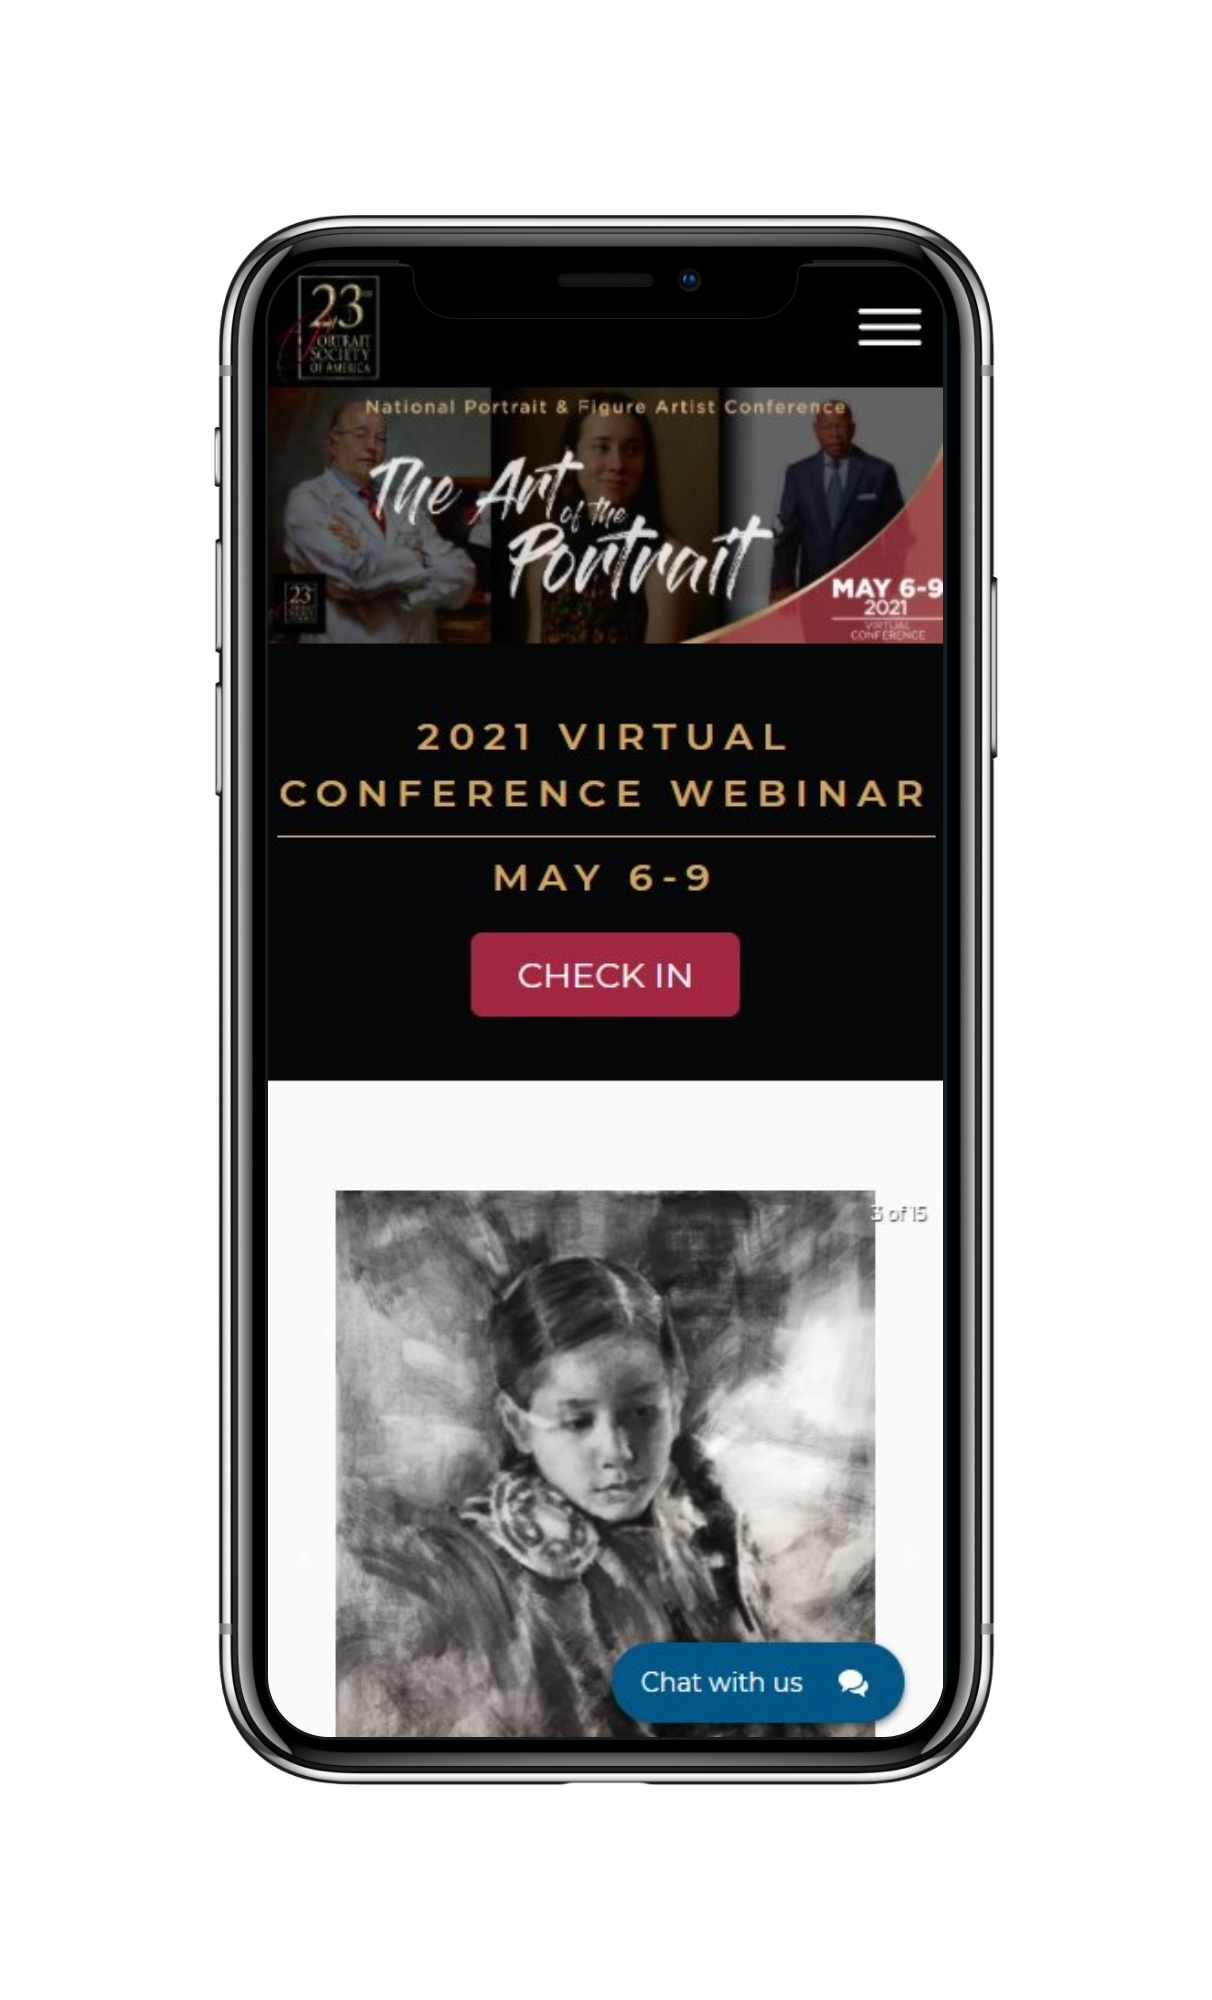 23
PORTRAIT
SOCIETY
OF AMERICA
National Portrait & Figure Artist Conference
The Art
of the
Portrait
23
MAY 6-9
2021
VIRTUAL
CONFERENCE
2021 VIRTUAL
CONFERENCE WEBINAR
MAY 6-9
CHECK IN
3 of 15
Chat with us